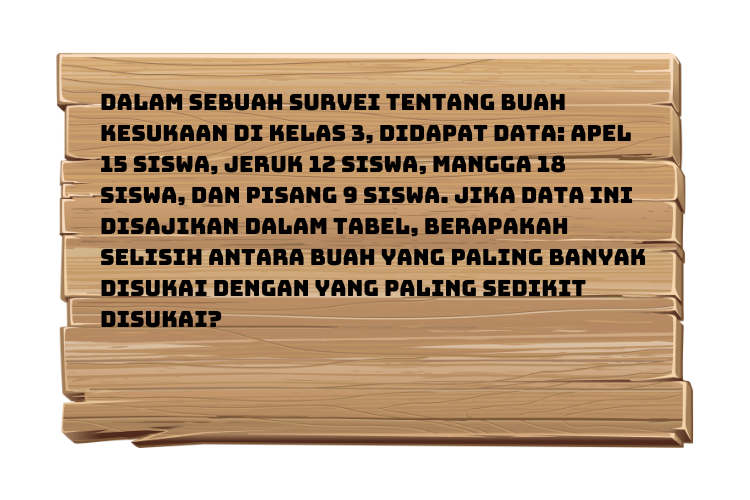 DALAM SEBUAH SURVEI TENTANG BUAH
KESUKAAN DI KELAS 3, DIDAPAT DATA: APEL
15 SISWA, JERUK 12 SISWA, MANGGA 18
SISWA, DAN PISANG 9 SISWA. JIKA DATA INI
DISAJIKAN DALAM TABEL, BERAPAKAH
SELISIH ANTARA BUAH YANG PALING BANYAK
DISUKAI DENGAN YANG PALING SEDIKIT
DISUKAI?